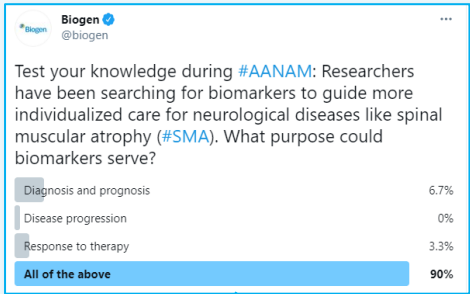 Biogen
Biogen
@biogen
...
Test your knowledge during #AANAM: Researchers
have been searching for biomarkers to guide more
individualized care for neurological diseases like spinal
muscular atrophy (#SMA). What purpose could
biomarkers serve?
Diagnosis and prognosis 6.7%
Disease progression 0%
Response to therapy 3.3%
All of the above 90%